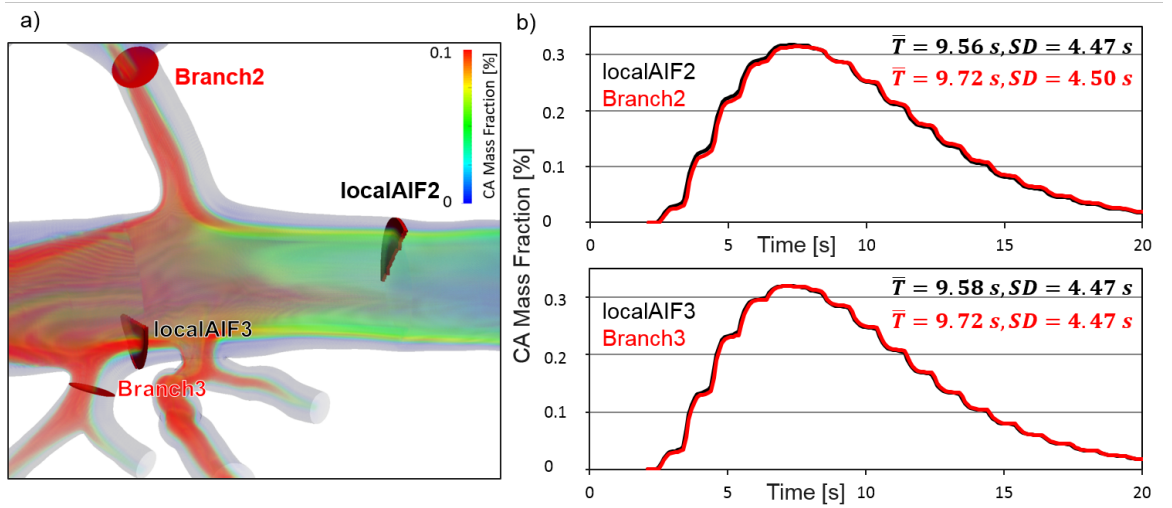 a)
0.1
CA Mass Fraction [%]
0
Branch2
localAIF2
localAIF3
Branch3
b)
CA Mass Fraction [%]
0.3
0.2
0.1
0
localAIF2
Branch2
T̅ = 9.56 s, SD = 4.47 s
T̅ = 9.72 s, SD = 4.50 s
0 5 10 15 20
Time [s]
0.3
0.2
0.1
0
localAIF3
Branch3
T̅ = 9.58 s, SD = 4.47 s
T̅ = 9.72 s, SD = 4.47 s
0 5 10 15 20
Time [s]